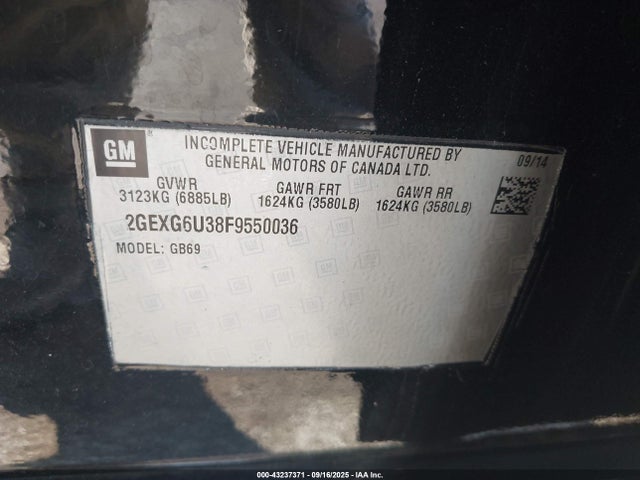 GM
INCOMPLETE VEHICLE MANUFACTURED BY
GENERAL MOTORS OF CANADA LTD.
09/14
GVWR
3123KG (6885LB)
GAWR FRT
1624KG (3580LB)
GAWR RR
1624KG (3580LB)
2GEXG6U38F9550036
MODEL: GB69
000-43237371 - 09/16/2025 - IAA Inc.